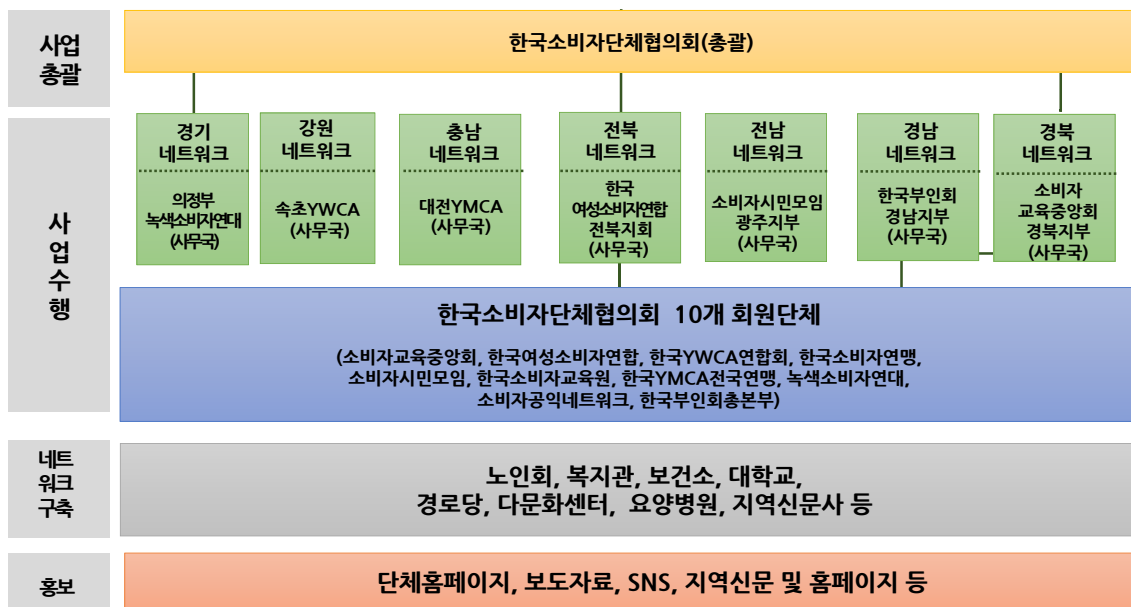 사업
총괄
한국소비자단체협의회(총괄)
사
업
수
행
경기
네트워크
의정부
녹색소비자연대
(사무국)
강원
네트워크
속초YWCA
(사무국)
충남
네트워크
대전YMCA
(사무국)
전북
네트워크
한국
여성소비자연합
전북지회
(사무국)
전남
네트워크
소비자시민모임
광주지부
(사무국)
경남
네트워크
한국부인회
경남지부
(사무국)
경북
네트워크
소비자
교육중앙회
경북지부
(사무국)
한국소비자단체협의회 10개 회원단체
(소비자교육중앙회, 한국여성소비자연합, 한국YWCA연합회, 한국소비자연맹,
소비자시민모임, 한국소비자교육원, 한국YMCA전국연맹, 녹색소비자연대,
소비자공익네트워크, 한국부인회총본부)
네트
워크
구축
노인회, 복지관, 보건소, 대학교,
경로당, 다문화센터, 요양병원, 지역신문사 등
홍보
단체홈페이지, 보도자료, SNS, 지역신문 및 홈페이지 등